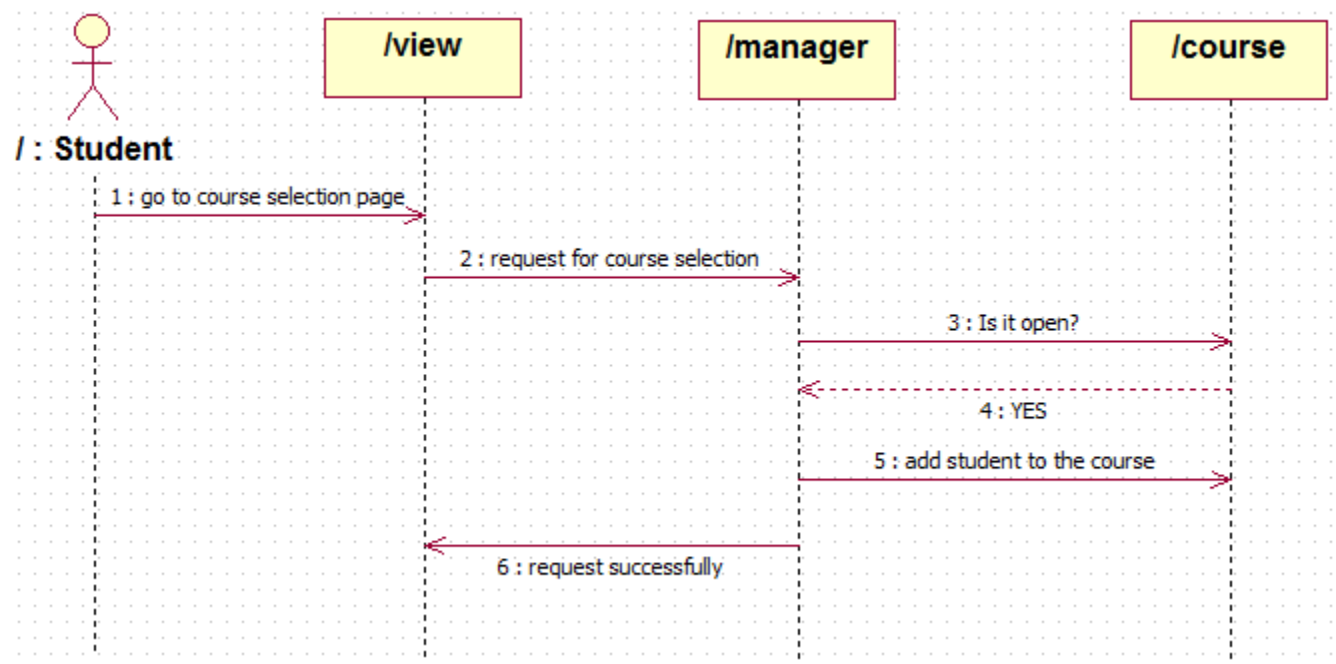 /view
/manager
/course
/ : Student
1 : go to course selection page
2 : request for course selection
3 : Is it open?
4 : YES
5 : add student to the course
6 : request successfully